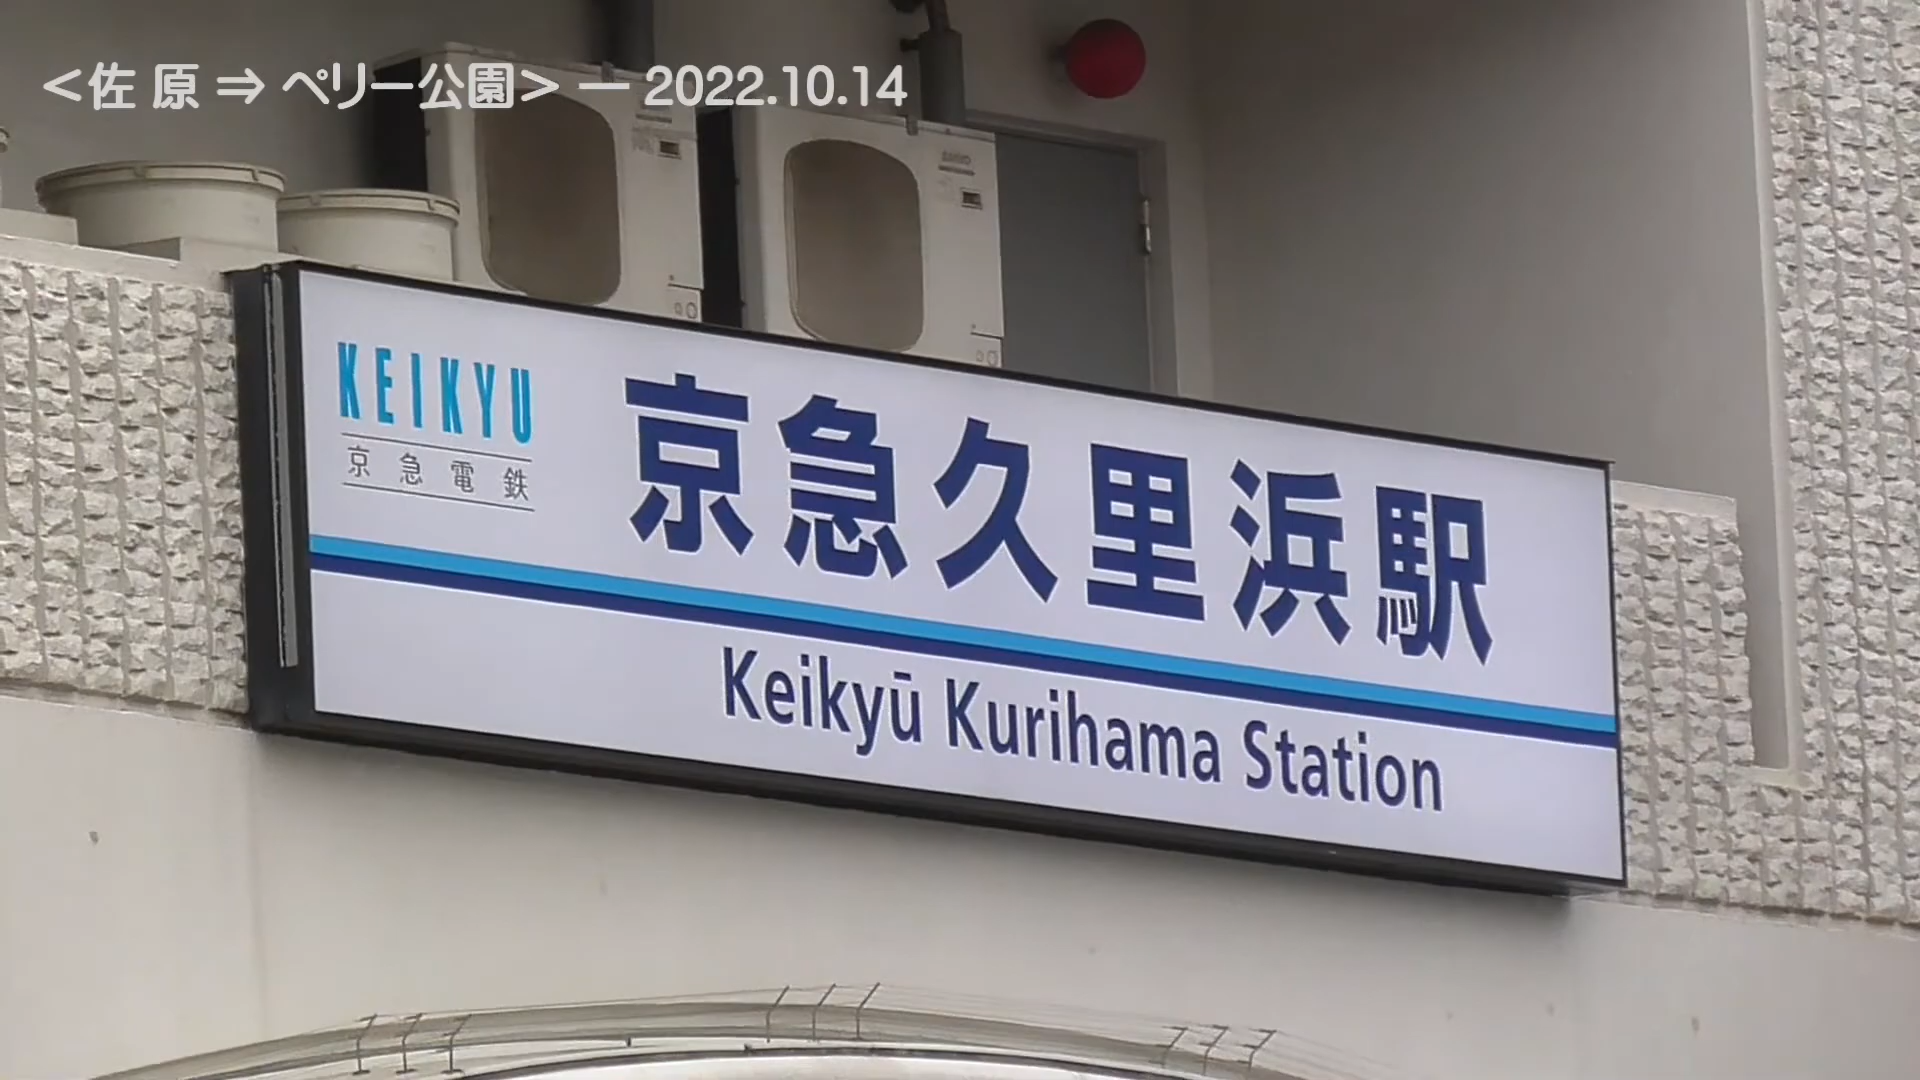 <佐原⇒ペリー公園> ― 2022.10.14
SANYO
KEIKYU
京急電鉄
京急久里浜駅
Keikyū Kurihama Station